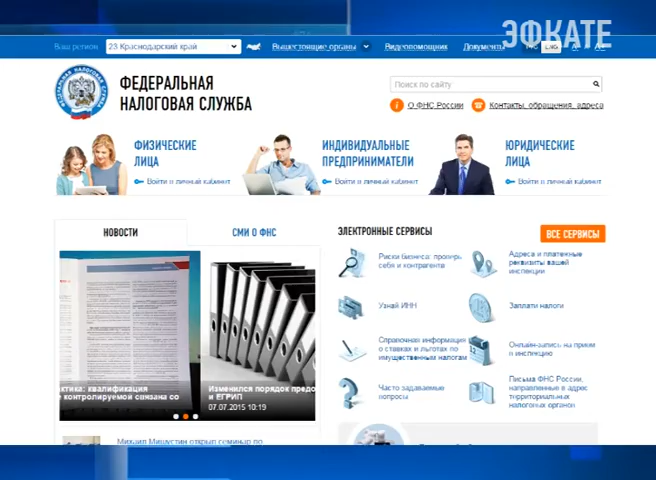 ЭФКАТЕ
Ваш регион:
23 Краснодарский край
Вышестоящие органы
Видеопомощник
Документы
ENG
ФЕДЕРАЛЬНАЯ
НАЛОГОВАЯ СЛУЖБА
Поиск по сайту
О ФНС России
Контакты, обращения, адреса
ФИЗИЧЕСКИЕ
ЛИЦА
Войти в личный кабинет
ИНДИВИДУАЛЬНЫЕ
ПРЕДПРИНИМАТЕЛИ
Войти в личный кабинет
ЮРИДИЧЕСКИЕ
ЛИЦА
Войти в личный кабинет
НОВОСТИ
СМИ О ФНС
актика: квалификация
е контролируемой связана со
Изменился порядок предо
и ЕГРИП
07.07.2015 10:19
Михаил Мишустин открыл семинар по
ЭЛЕКТРОННЫЕ СЕРВИСЫ
ВСЕ СЕРВИСЫ
Риски бизнеса: проверь
себя и контрагента
Адреса и платежные
реквизиты вашей
инспекции
Узнай ИНН
Заплати налоги
Справочная информация
о ставках и льготах по
имущественным налогам
Онлайн-запись на прием
в инспекцию
Часто задаваемые
вопросы
Письма ФНС России,
направленные в адрес
территориальных
налоговых органов